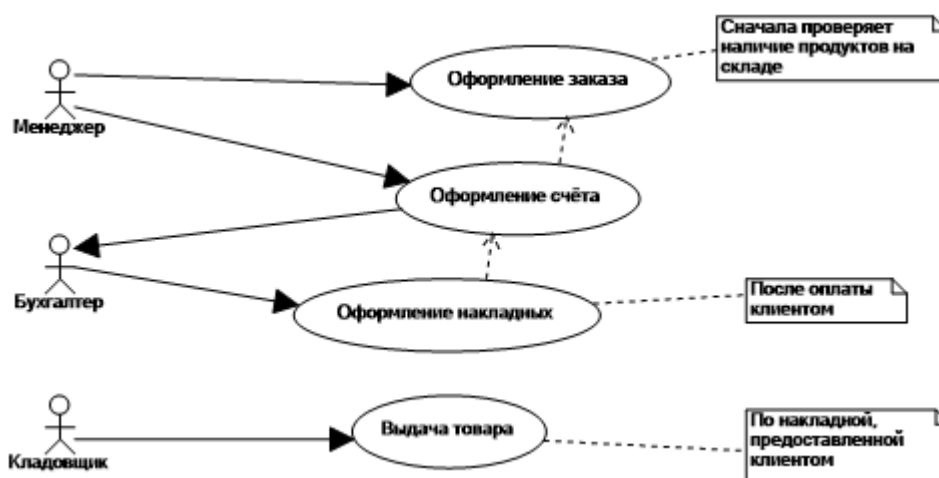 Сначала проверяет
наличие продуктов на
складе
Оформление заказа
Менеджер
Оформление счёта
Бухгалтер
Оформление накладных
После оплаты
клиентом
Кладовщик
Выдача товара
По накладной,
предоставленной
клиентом